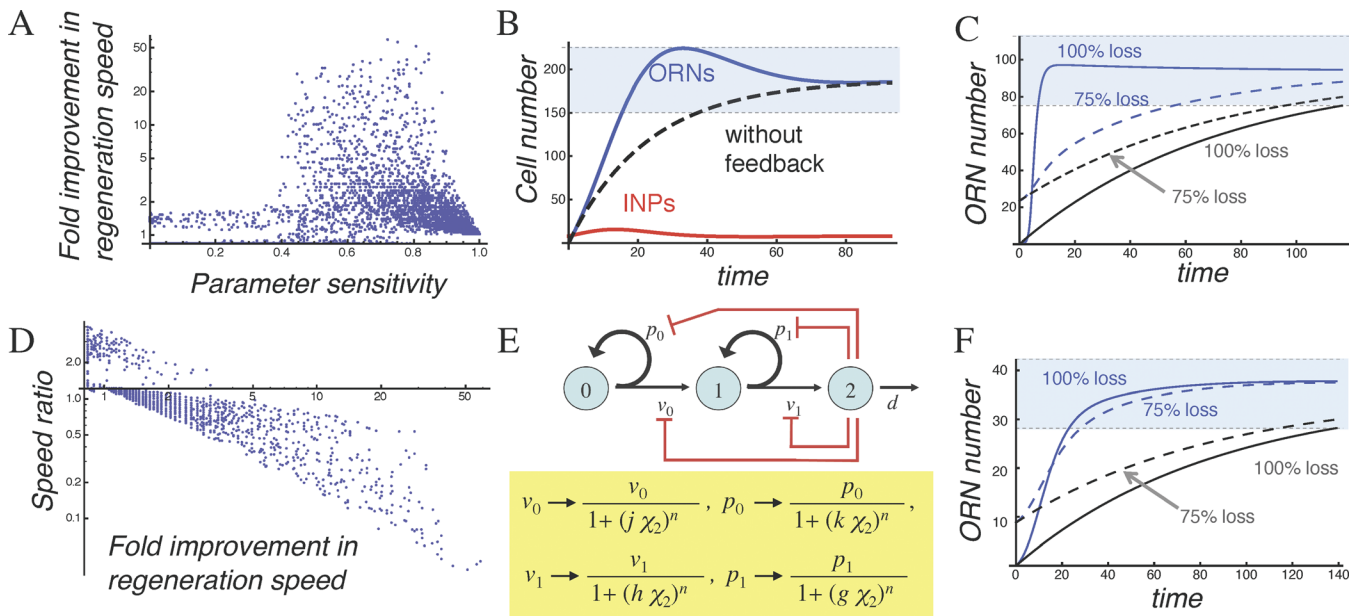 A
Fold improvement in
regeneration speed
50
20
10
5
2
1
0.0
0.2
0.4
0.6
0.8
1.0
Parameter sensitivity
B
Cell number
200
150
100
50
ORNs
without
feedback
INPs
0
20
40
60
80
time
C
ORN number
100
80
60
40
20
100% loss
75% loss
100% loss
75% loss
0
20
40
60
80
100
time
D
Speed ratio
2.0
1.0
0.5
0.1
1
2
5
10
20
50
Fold improvement in
regeneration speed
E
p0
p1
0
1
2
v0
v1
d
v0 → v0 / 1 + (j χ2)^n , p0 → p0 / 1 + (k χ2)^n ,
v1 → v1 / 1 + (h χ2)^n , p1 → p1 / 1 + (g χ2)^n
F
ORN number
40
30
20
10
100% loss
75% loss
100% loss
75% loss
0
20
40
60
80
100
120
140
time